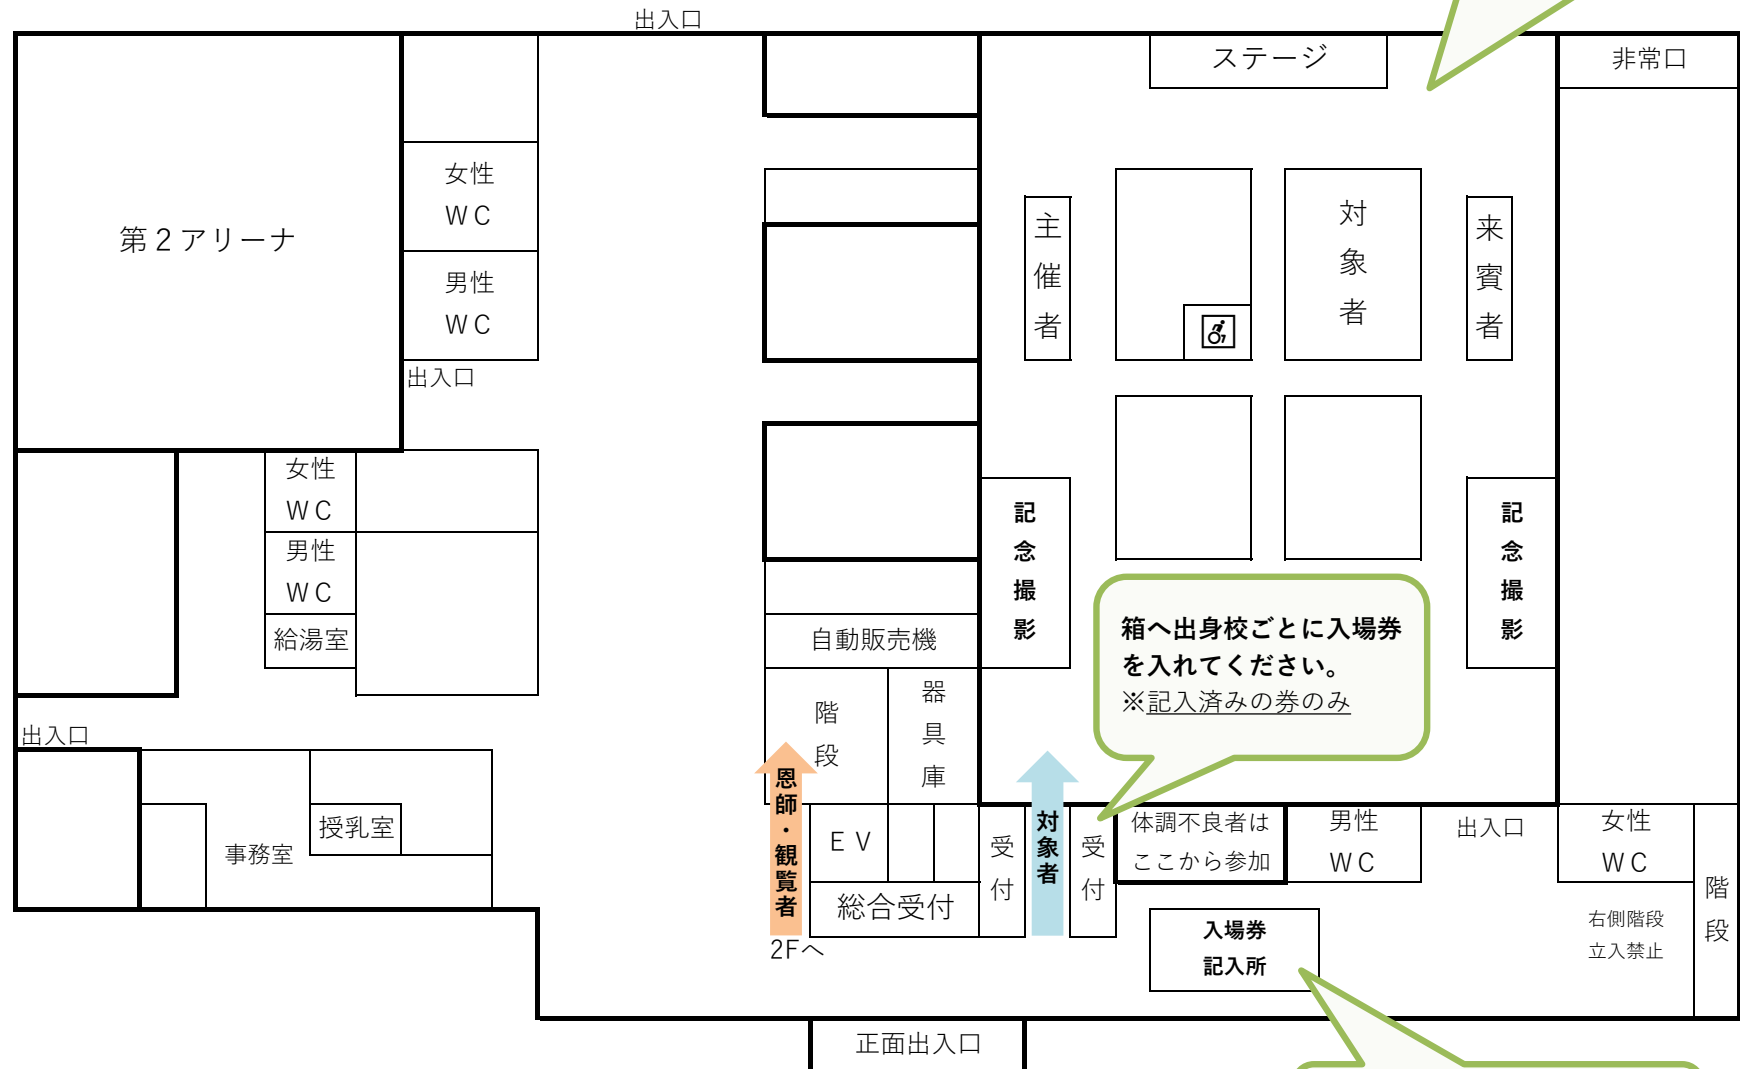 出入口
ステージ
非常口
女性
ＷＣ
第２アリーナ
男性
ＷＣ
出入口
主催者
対象者
来賓者
女性
ＷＣ
男性
ＷＣ
給湯室
記念撮影
記念撮影
自動販売機
箱へ出身校ごとに入場券
を入れてください。
※記入済みの券のみ
階段
器具庫
出入口
恩師・観覧者
対象者
授乳室
事務室
ＥＶ
受付
受付
体調不良者は
ここから参加
男性
ＷＣ
出入口
女性
ＷＣ
総合受付
階段
2Fへ
入場券
記入所
右側階段
立入禁止
正面出入口